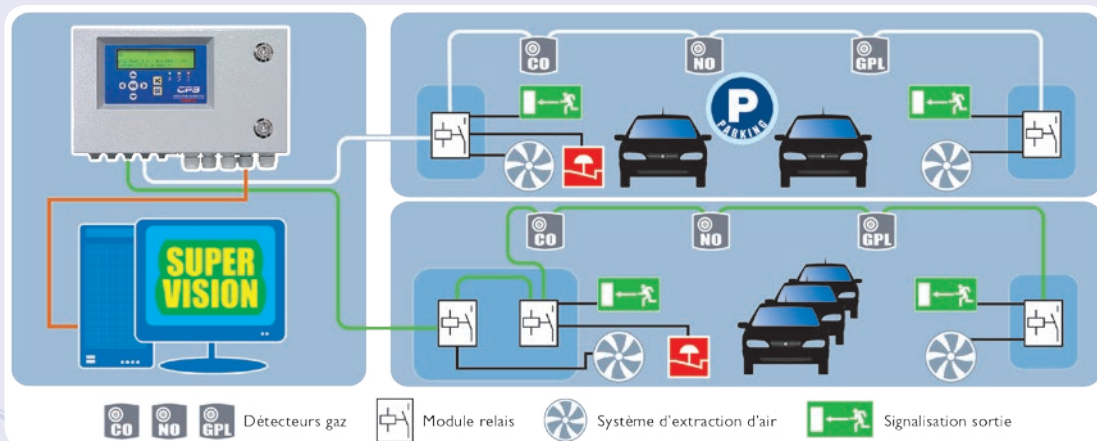 CO
NO
GPL
P
PARKING
SUPER
VISION
CO
NO
GPL
CO
NO
GPL
Détecteurs gaz
Module relais
Système d'extraction d'air
Signalisation sortie